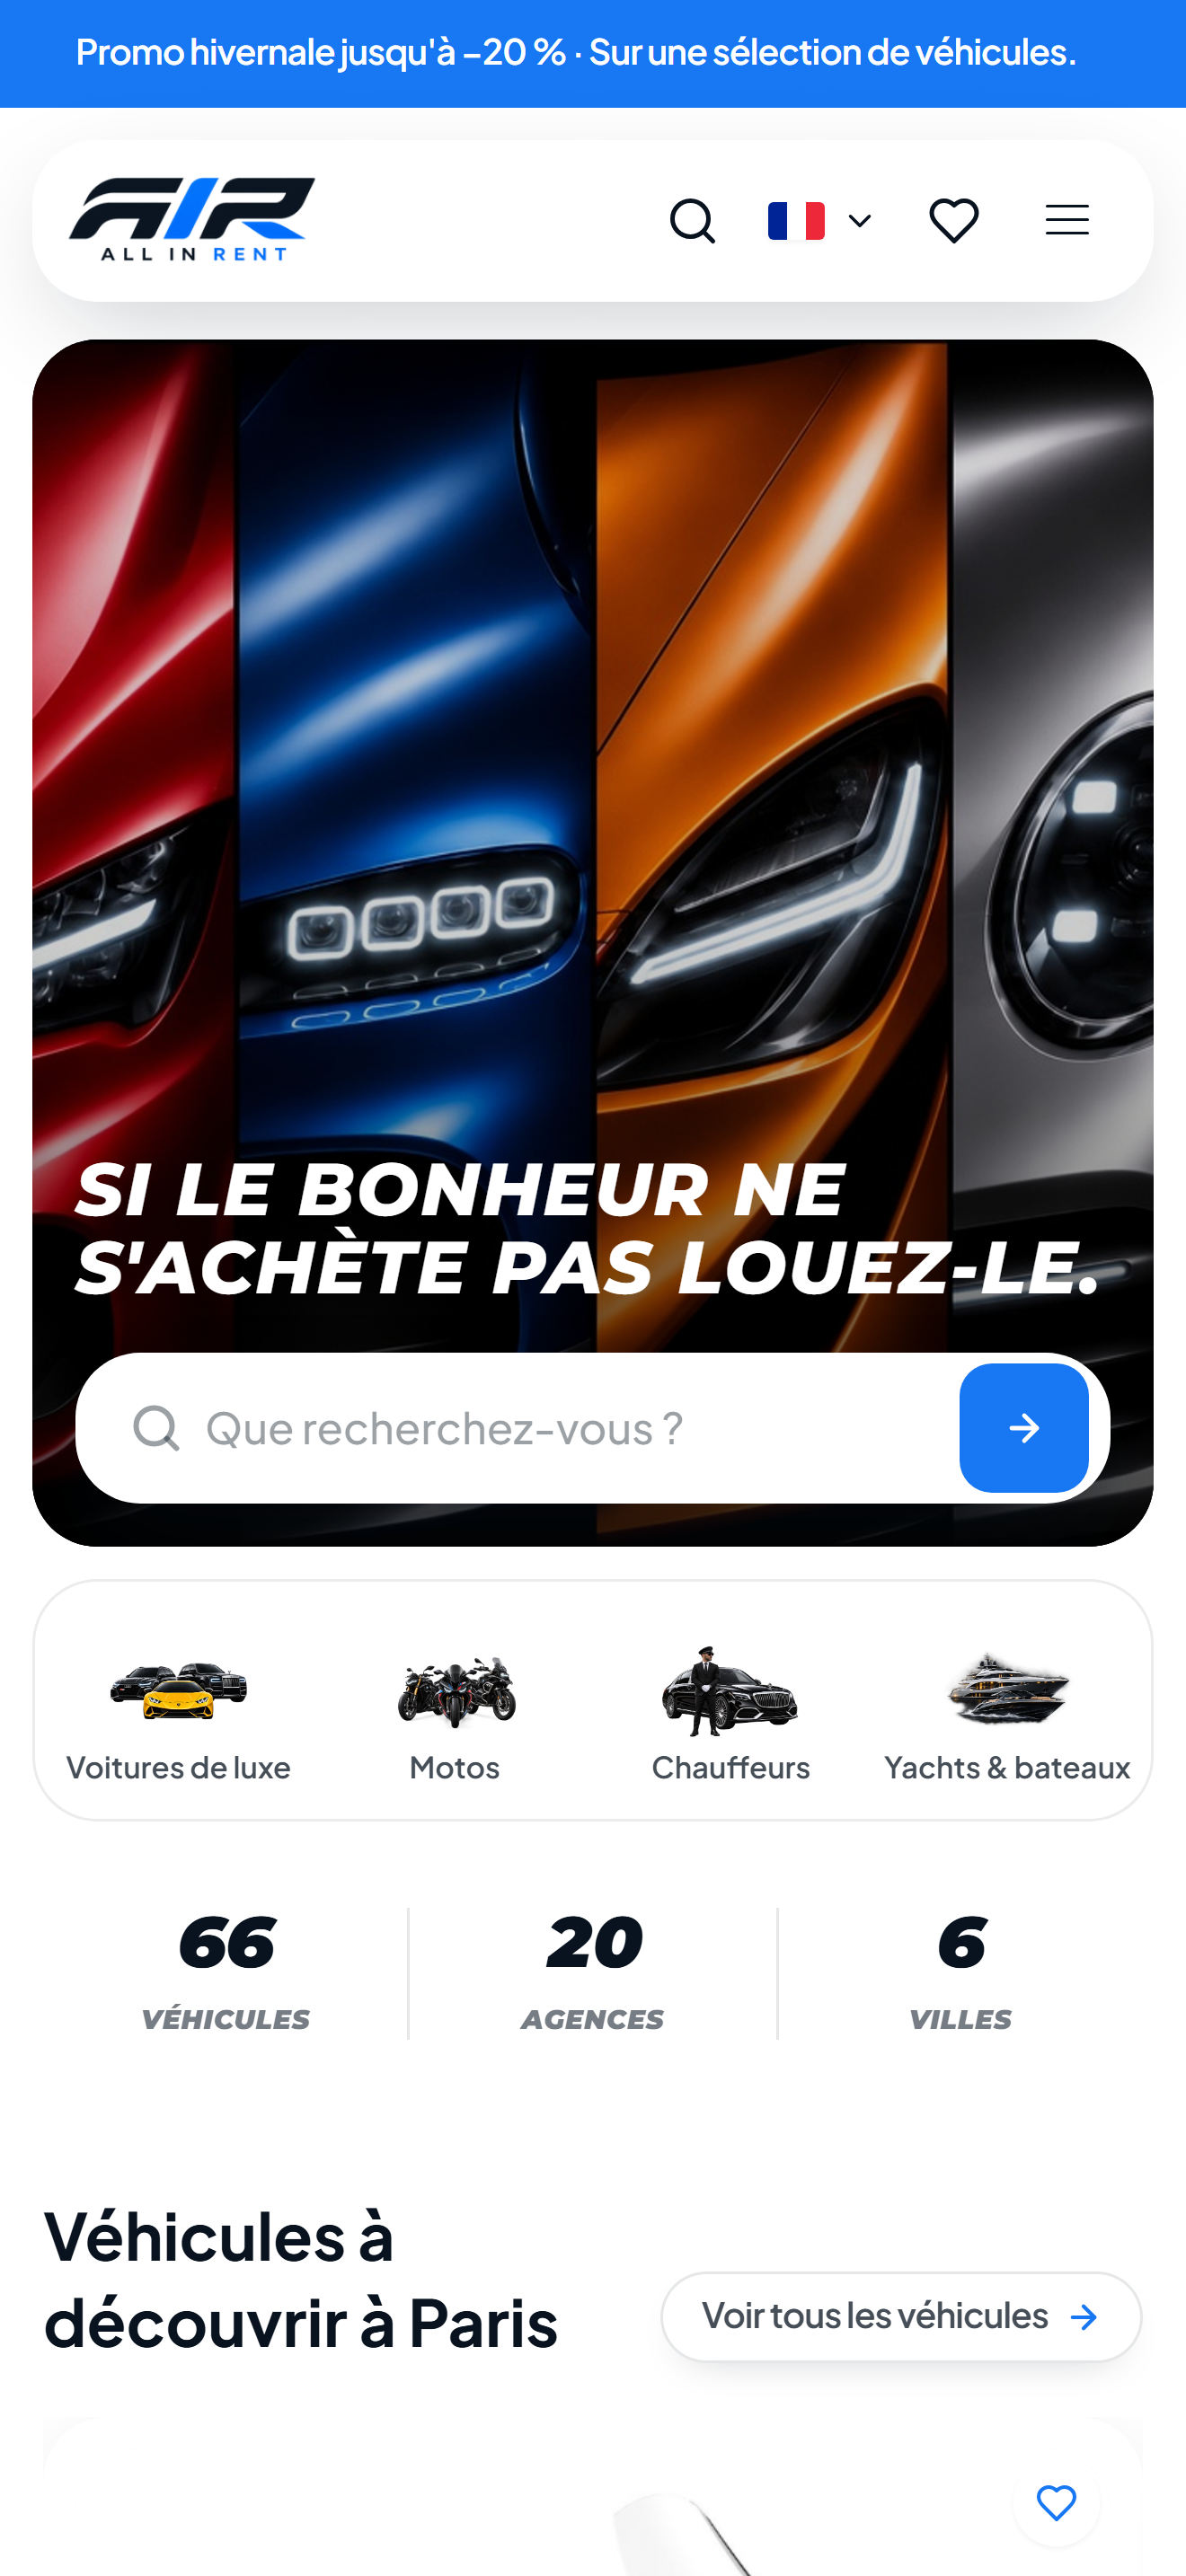 Promo hivernale jusqu'à −20 % · Sur une sélection de véhicules.
AIR
ALL IN RENT
SI LE BONHEUR NE
S'ACHÈTE PAS LOUEZ-LE.
Que recherchez-vous ?
Voitures de luxe
Motos
Chauffeurs
Yachts & bateaux
66
VÉHICULES
20
AGENCES
6
VILLES
Véhicules à
découvrir à Paris
Voir tous les véhicules